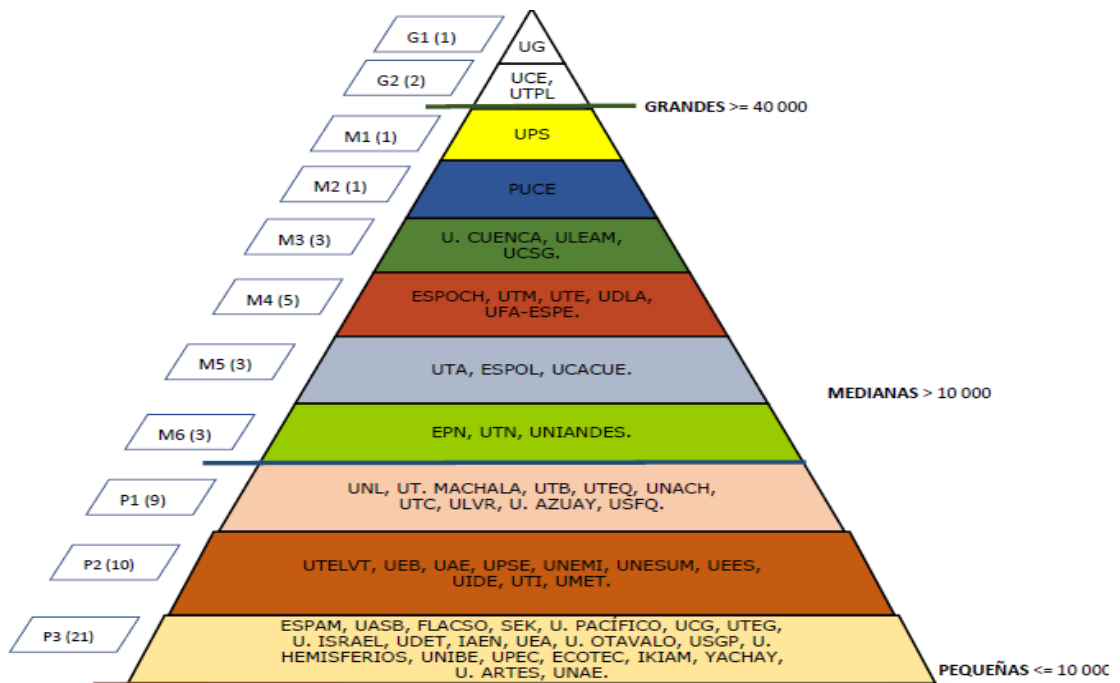 G1 (1)
UG
G2 (2)
UCE,
UTPL
GRANDES >= 40 000
M1 (1)
UPS
M2 (1)
PUCE
M3 (3)
U. CUENCA, ULEAM,
UCSG.
M4 (5)
ESPOCH, UTM, UTE, UDLA,
UFA-ESPE.
M5 (3)
UTA, ESPOL, UCACUE.
MEDIANAS > 10 000
M6 (3)
EPN, UTN, UNIANDES.
P1 (9)
UNL, UT. MACHALA, UTB, UTEQ, UNACH,
UTC, ULVR, U. AZUAY, USFQ.
P2 (10)
UTELVT, UEB, UAE, UPSE, UNEMI, UNESUM, UEES,
UIDE, UTI, UMET.
P3 (21)
ESPAM, UASB, FLACSO, SEK, U. PACÍFICO, UCG, UTEG,
U. ISRAEL, UDET, IAEN, UEA, U. OTAVALO, USGP, U.
HEMISFERIOS, UNIBE, UPEC, ECOTEC, IKIAM, YACHAY,
U. ARTES, UNAE.
PEQUEÑAS <= 10 000